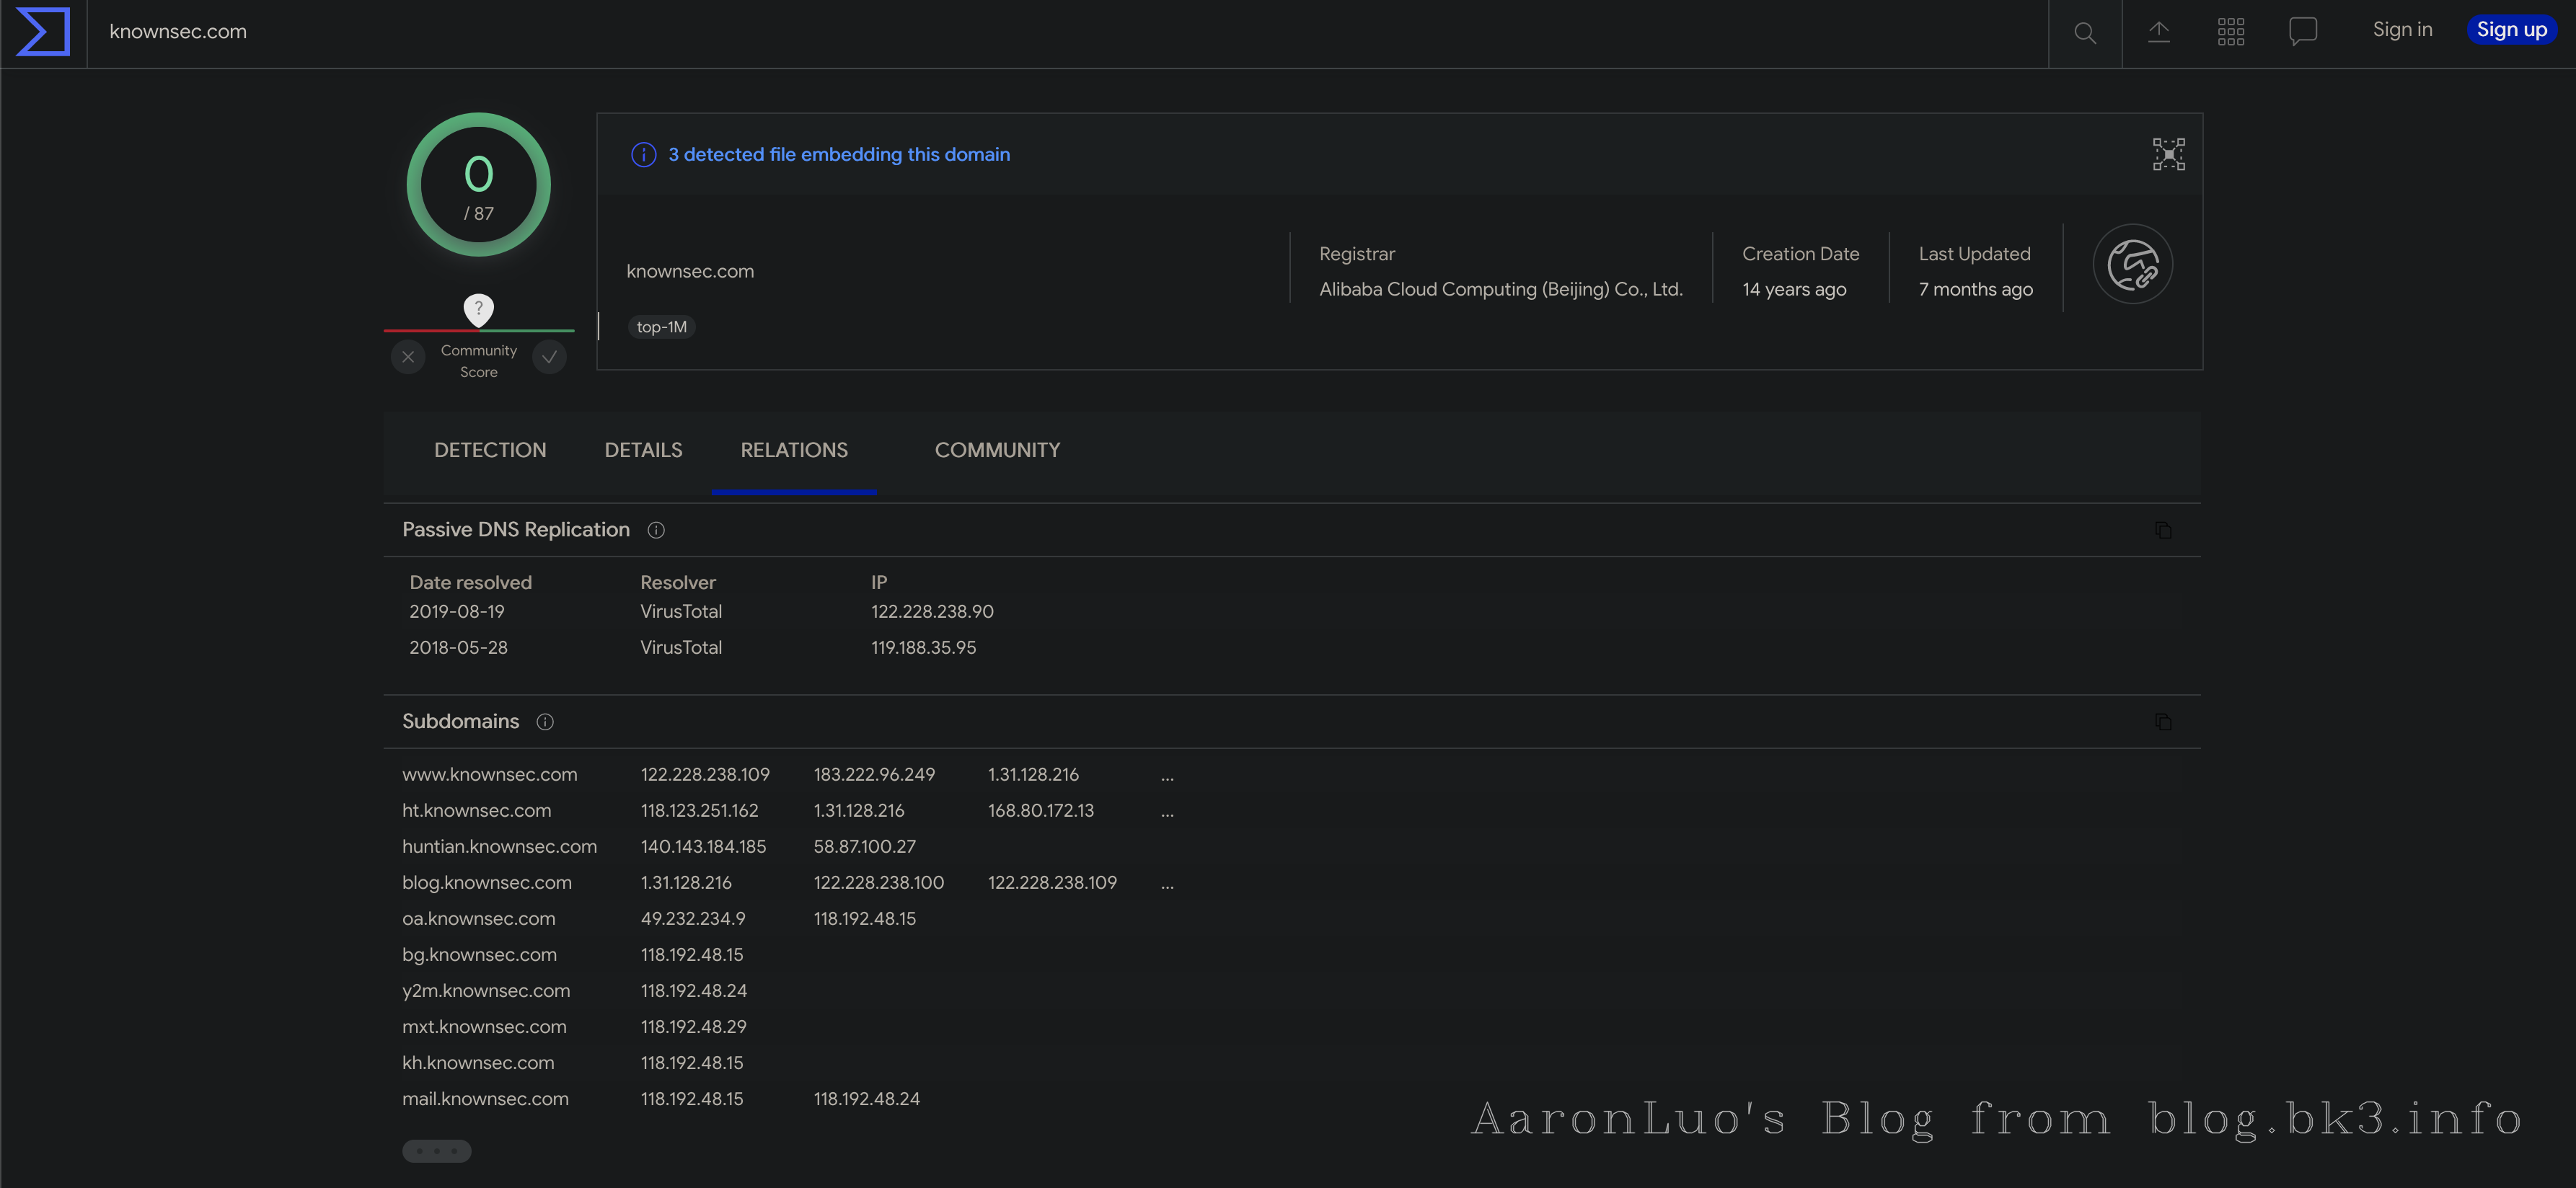 knownsec.com
Sign in
Sign up
0
/ 87
3 detected file embedding this domain
knownsec.com
top-1M
Registrar
Alibaba Cloud Computing (Beijing) Co., Ltd.
Creation Date
14 years ago
Last Updated
7 months ago
?
Community
Score
DETECTION DETAILS RELATIONS COMMUNITY
Passive DNS Replication
Date resolved Resolver IP
2019-08-19 VirusTotal 122.228.238.90
2018-05-28 VirusTotal 119.188.35.95
Subdomains
www.knownsec.com 122.228.238.109 183.222.96.249 1.31.128.216 ...
ht.knownsec.com 118.123.251.162 1.31.128.216 168.80.172.13 ...
huntian.knownsec.com 140.143.184.185 58.87.100.27
blog.knownsec.com 1.31.128.216 122.228.238.100 122.228.238.109 ...
oa.knownsec.com 49.232.234.9 118.192.48.15
bg.knownsec.com 118.192.48.15
y2m.knownsec.com 118.192.48.24
mxt.knownsec.com 118.192.48.29
kh.knownsec.com 118.192.48.15
mail.knownsec.com 118.192.48.15 118.192.48.24
AaronLuo's Blog from blog.bk3.info